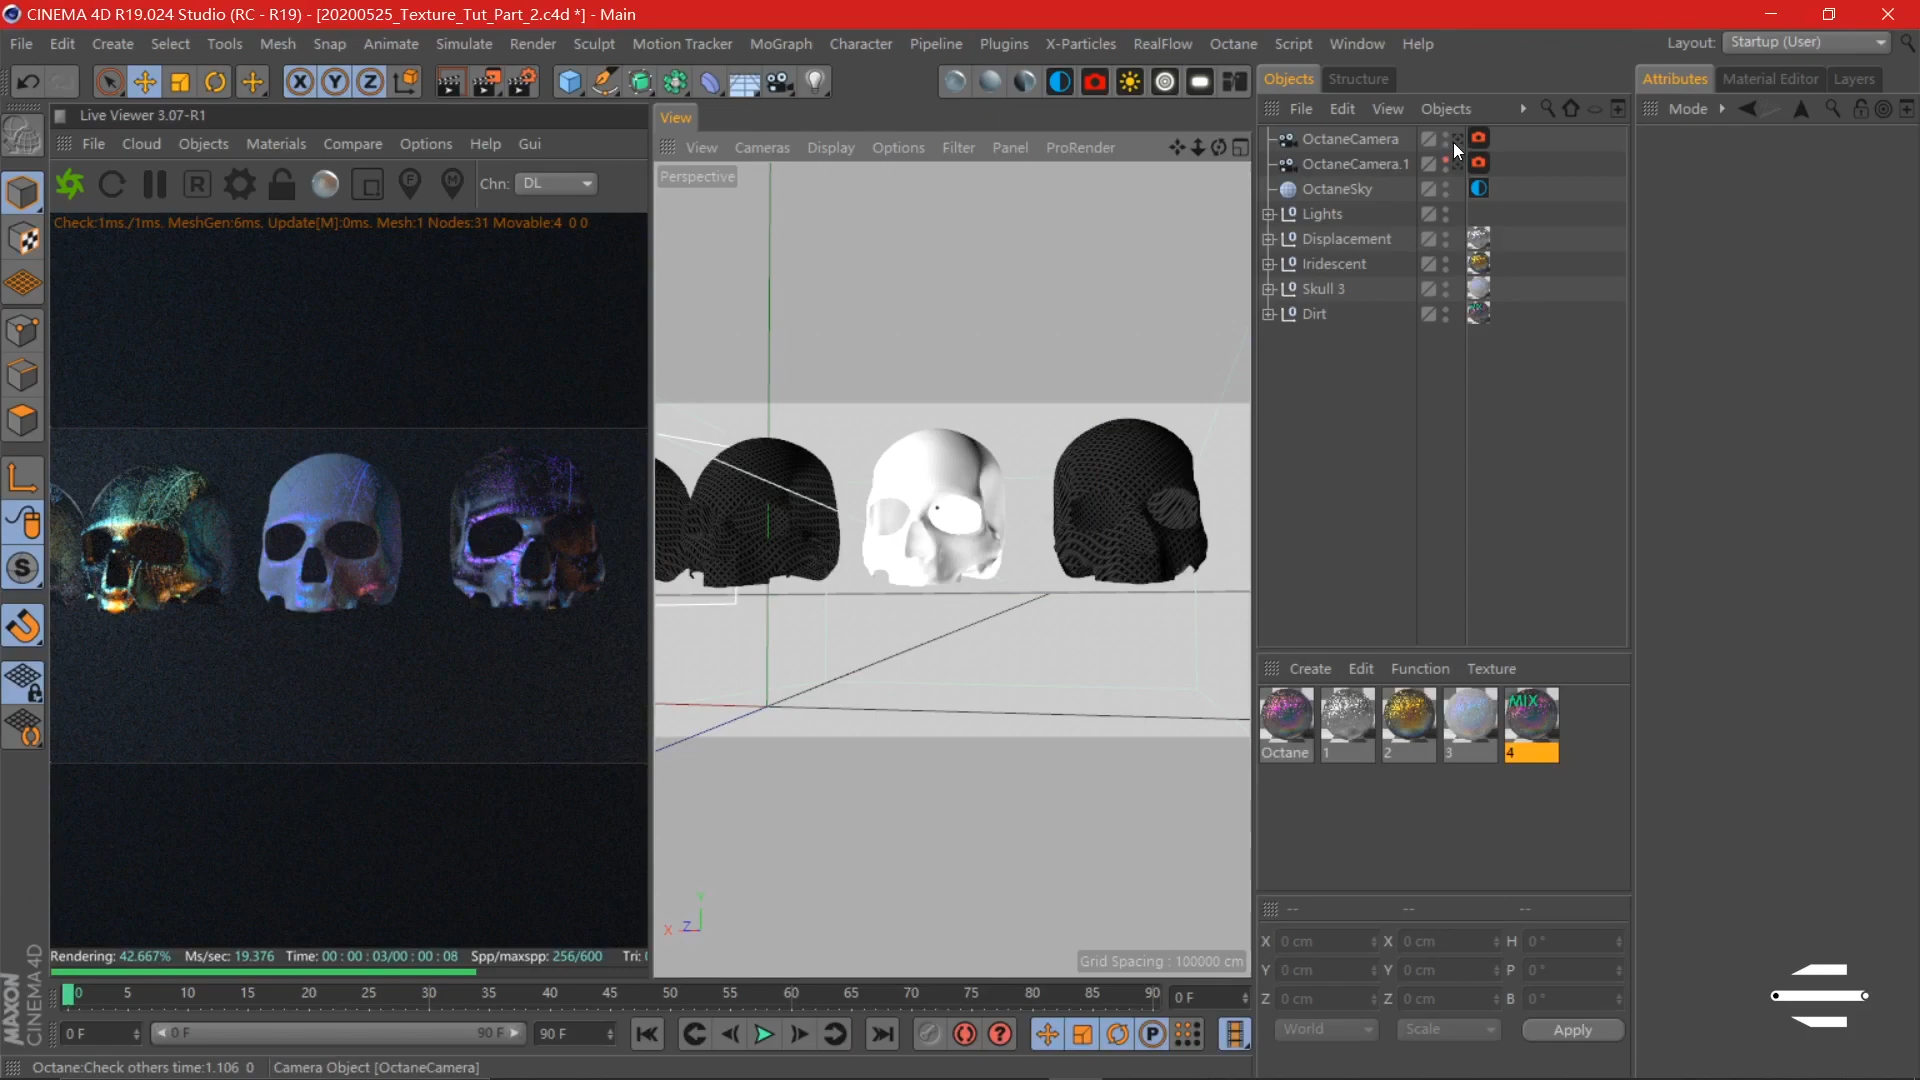 CINEMA 4D R19.024 Studio (RC - R19) - [20200525_Texture_Tut_Part_2.c4d *] - Main
File Edit Create Select Tools Mesh Snap Animate Simulate Render Sculpt Motion Tracker MoGraph Character Pipeline Plugins X-Particles RealFlow Octane Script Window Help Layout: Startup (User)
X Y Z
Objects Structure
Attributes Material Editor Layers
Live Viewer 3.07-R1
View
File Edit View Objects
Mode
File Cloud Objects Materials Compare Options Help Gui
View Cameras Display Options Filter Panel ProRender
Perspective
R F M Chn: DL
Check:1ms./1ms. MeshGen:6ms. Update[M]:0ms. Mesh:1 Nodes:31 Movable:4 0 0
OctaneCamera
OctaneCamera.1
OctaneSky
Lights
Displacement
Iridescent
Skull 3
Dirt
Create Edit Function Texture
MIX
Octane 1 2 3 4
Y
X Z
Grid Spacing : 100000 cm
-- -- --
X 0 cm X 0 cm H 0 °
Y 0 cm Y 0 cm P 0 °
Z 0 cm Z 0 cm B 0 °
World Scale Apply
Rendering: 42.667% Ms/sec: 19.376 Time: 00 : 00 : 03/00 : 00 : 08 Spp/maxspp: 256/600 Tri:
0 5 10 15 20 25 30 35 40 45 50 55 60 65 70 75 80 85 90 0 F
0 F 0 F 90 F 90 F
P
MAXON
CINEMA 4D
Octane:Check others time:1.106 0 Camera Object [OctaneCamera]